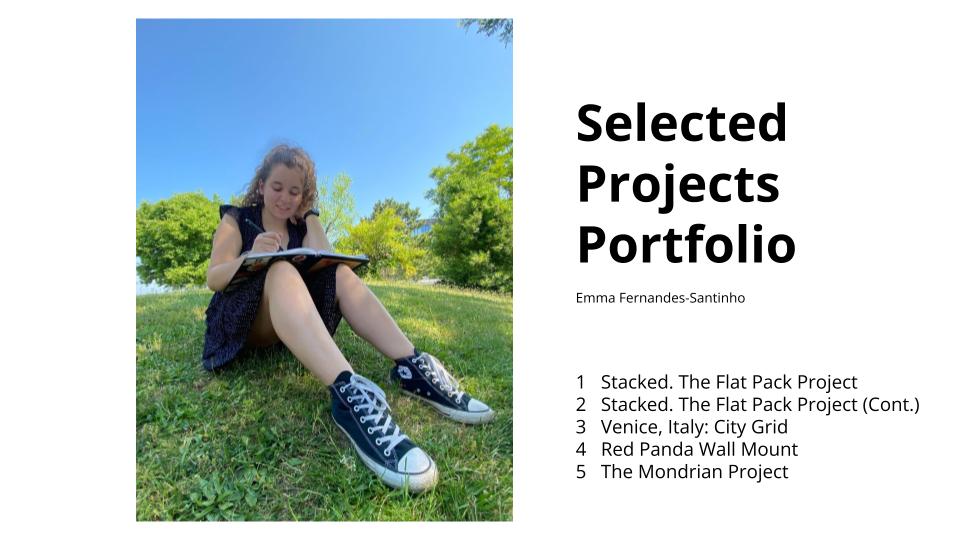 Selected
Projects
Portfolio
Emma Fernandes-Santinho
1 Stacked. The Flat Pack Project
2 Stacked. The Flat Pack Project (Cont.)
3 Venice, Italy: City Grid
4 Red Panda Wall Mount
5 The Mondrian Project